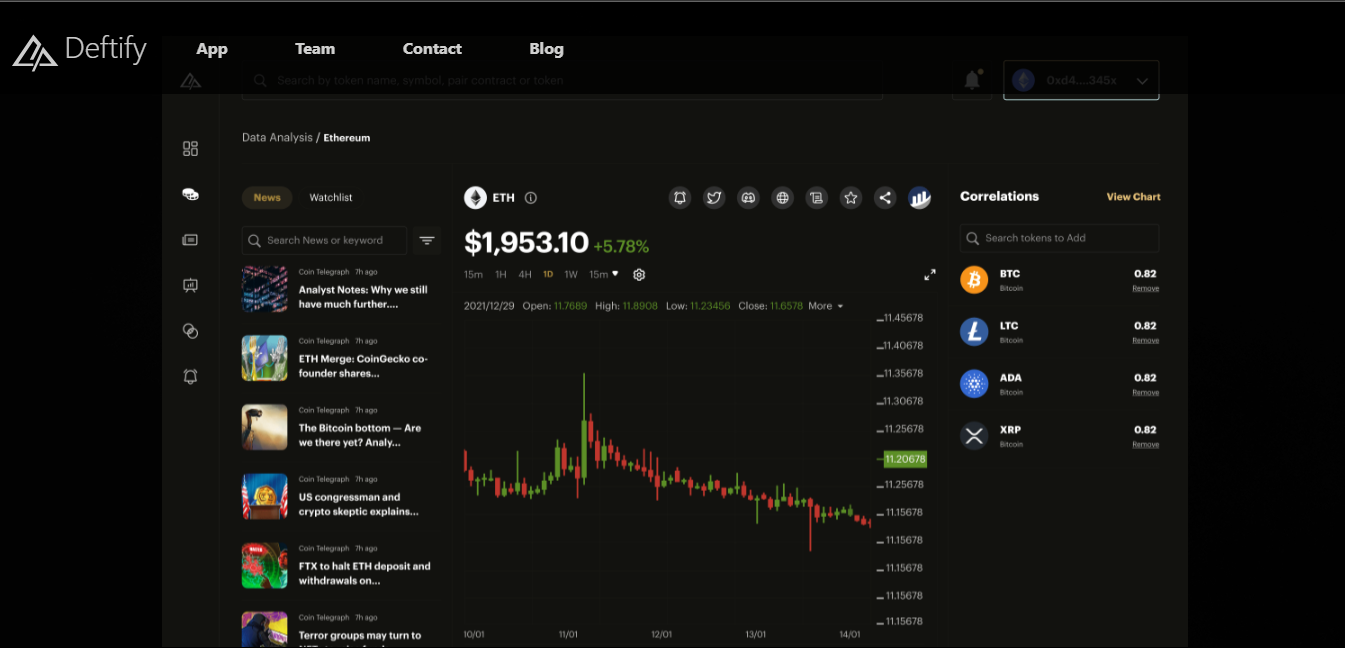 Deftify
App
Team
Contact
Blog
Search by token name, symbol, pair contract or token
0xd4....345x
Data Analysis / Ethereum
News
Watchlist
Search News or keyword
Coin Telegraph 7h ago
Analyst Notes: Why we still
have much further....
Coin Telegraph 7h ago
ETH Merge: CoinGecko co-
founder shares...
Coin Telegraph 7h ago
The Bitcoin bottom — Are
we there yet? Analy...
Coin Telegraph 7h ago
US congressman and
crypto skeptic explains...
Coin Telegraph 7h ago
FTX to halt ETH deposit and
withdrawals on...
Coin Telegraph 7h ago
Terror groups may turn to
ETH
$1,953.10 +5.78%
15m 1H 4H 1D 1W 15m
2021/12/29 Open: 11.7689 High: 11.8908 Low: 11.23456 Close: 11.6578 More
11.45678
11.40678
11.35678
11.30678
11.25678
11.20678
11.25678
11.15678
11.15678
11.15678
11.15678
11.15678
10/01 11/01 12/01 13/01 14/01
Correlations
View Chart
Search tokens to Add
BTC 0.82
Bitcoin Remove
LTC 0.82
Bitcoin Remove
ADA 0.82
Bitcoin Remove
XRP 0.82
Bitcoin Remove